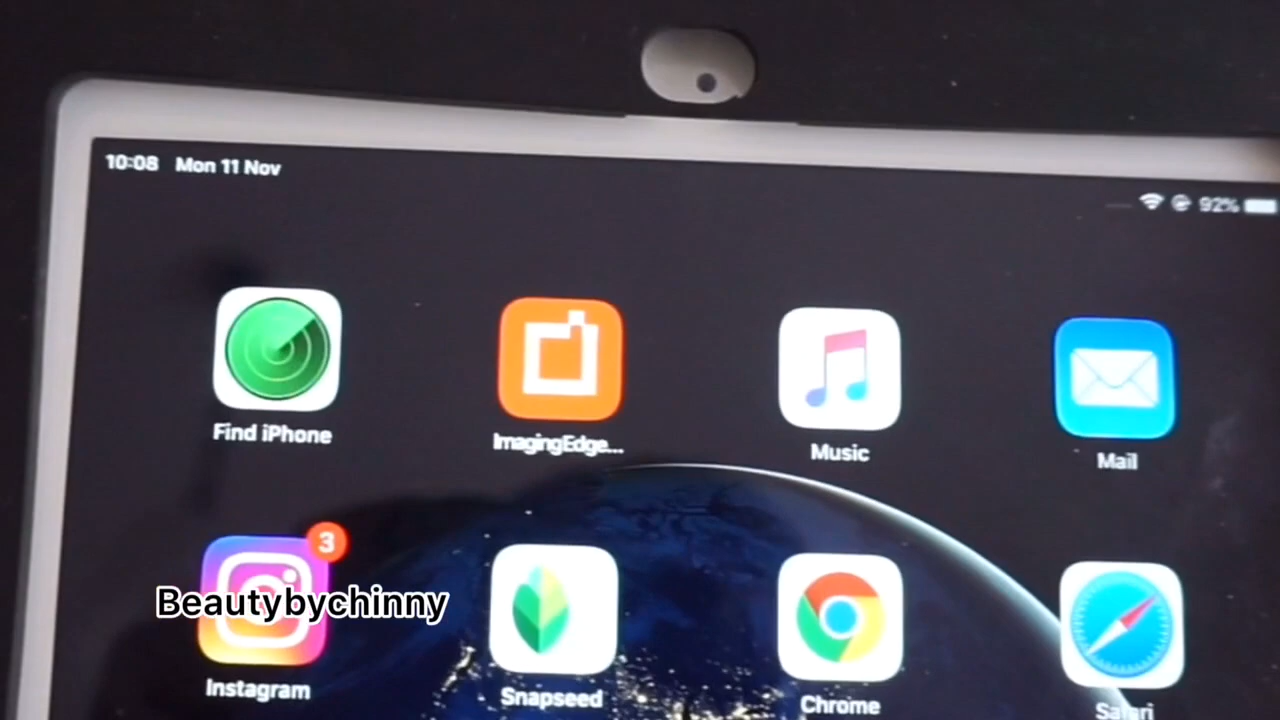 10:08 Mon 11 Nov
92%
Find iPhone
ImagingEdge...
Music
Mail
3
Beautybychinny
Instagram
Snapseed
Chrome
Safari